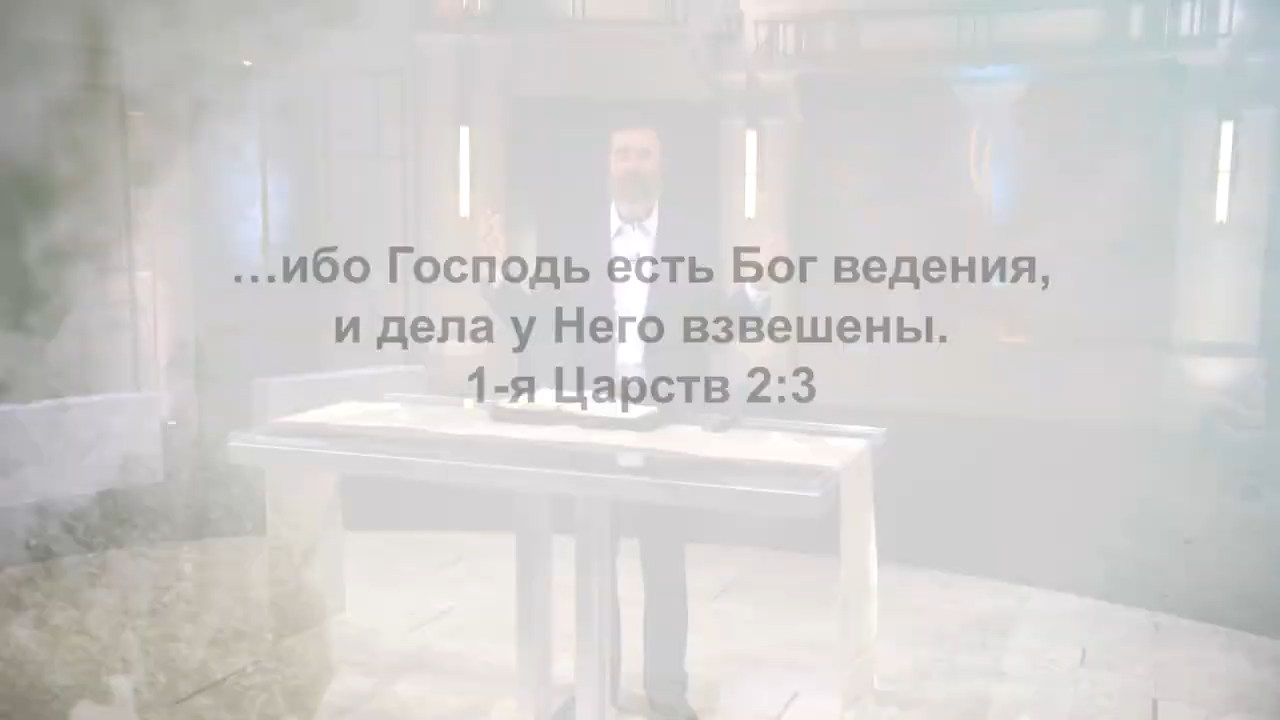 …ибо Господь есть Бог ведения,
и дела у Него взвешены.
1-я Царств 2:3